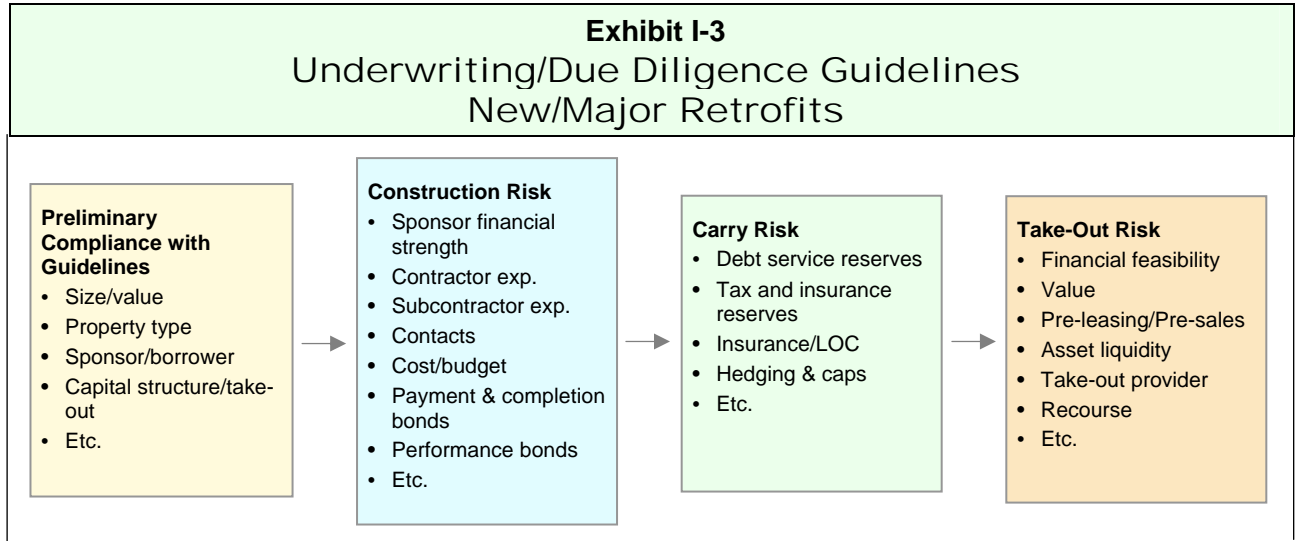 Exhibit I-3
Underwriting/Due Diligence Guidelines
New/Major Retrofits
Preliminary
Compliance with
Guidelines
• Size/value
• Property type
• Sponsor/borrower
• Capital structure/take-
out
• Etc.
Construction Risk
• Sponsor financial
strength
• Contractor exp.
• Subcontractor exp.
• Contacts
• Cost/budget
• Payment & completion
bonds
• Performance bonds
• Etc.
Carry Risk
• Debt service reserves
• Tax and insurance
reserves
• Insurance/LOC
• Hedging & caps
• Etc.
Take-Out Risk
• Financial feasibility
• Value
• Pre-leasing/Pre-sales
• Asset liquidity
• Take-out provider
• Recourse
• Etc.